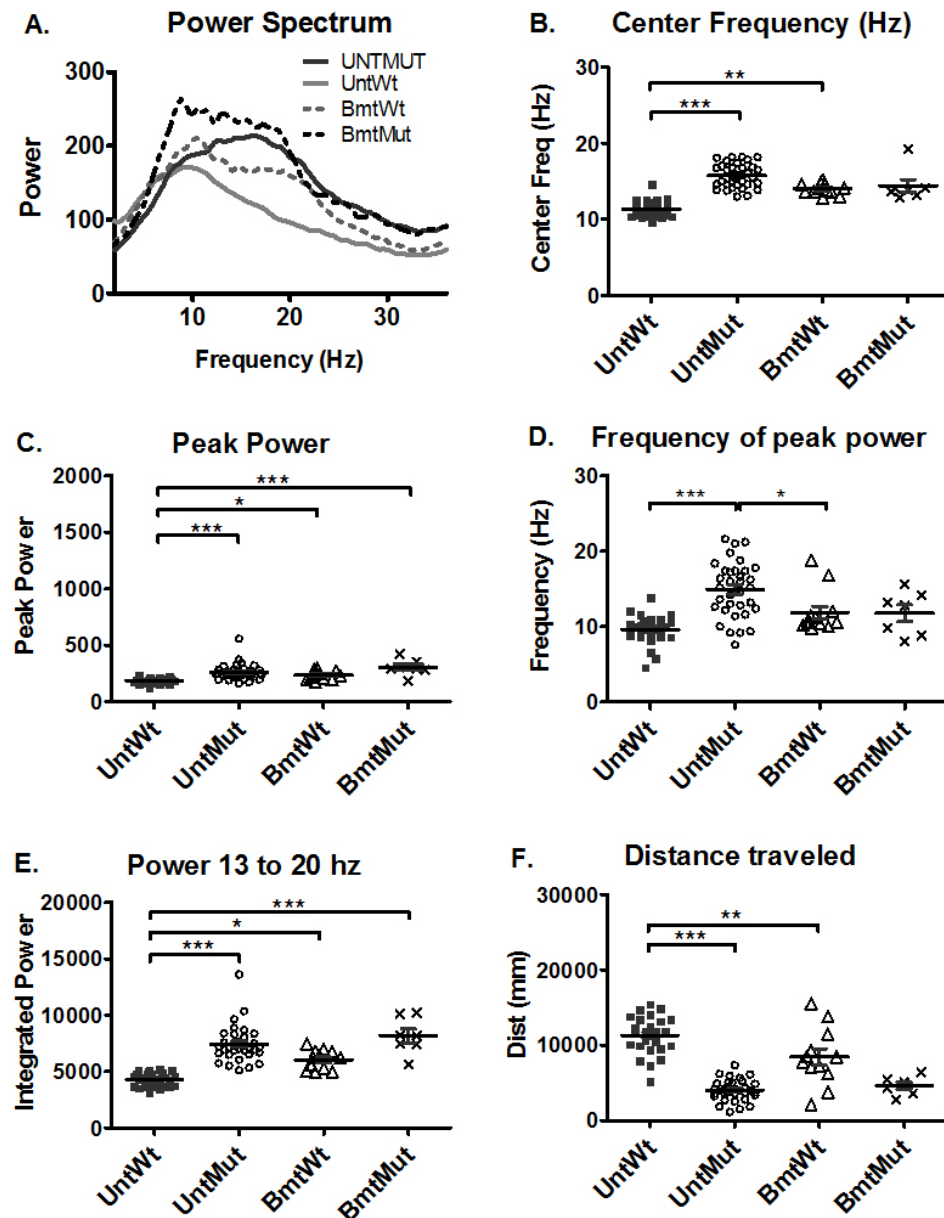 A. Power Spectrum
UNTMUT
UntWt
BmtWt
BmtMut
300
200
100
0
Power
10 20 30
Frequency (Hz)
B. Center Frequency (Hz)
30
20
10
0
Center Freq (Hz)
**
***
UntWt UntMut BmtWt BmtMut
C. Peak Power
2000
1500
1000
500
0
Peak Power
***
*
***
UntWt UntMut BmtWt BmtMut
D. Frequency of peak power
30
20
10
0
Frequency (Hz)
*** *
UntWt UntMut BmtWt BmtMut
E. Power 13 to 20 hz
20000
15000
10000
5000
0
Integrated Power
***
*
***
UntWt UntMut BmtWt BmtMut
F. Distance traveled
30000
20000
10000
0
Dist (mm)
**
***
UntWt UntMut BmtWt BmtMut